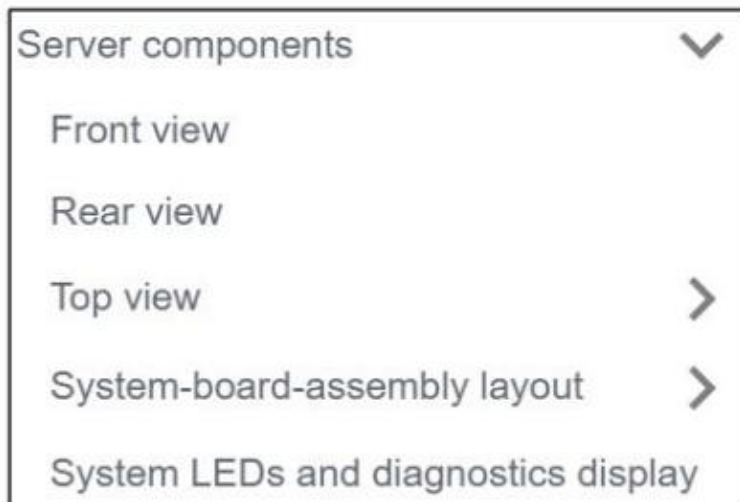 Server components
Front view
Rear view
Top view
System-board-assembly layout
System LEDs and diagnostics display